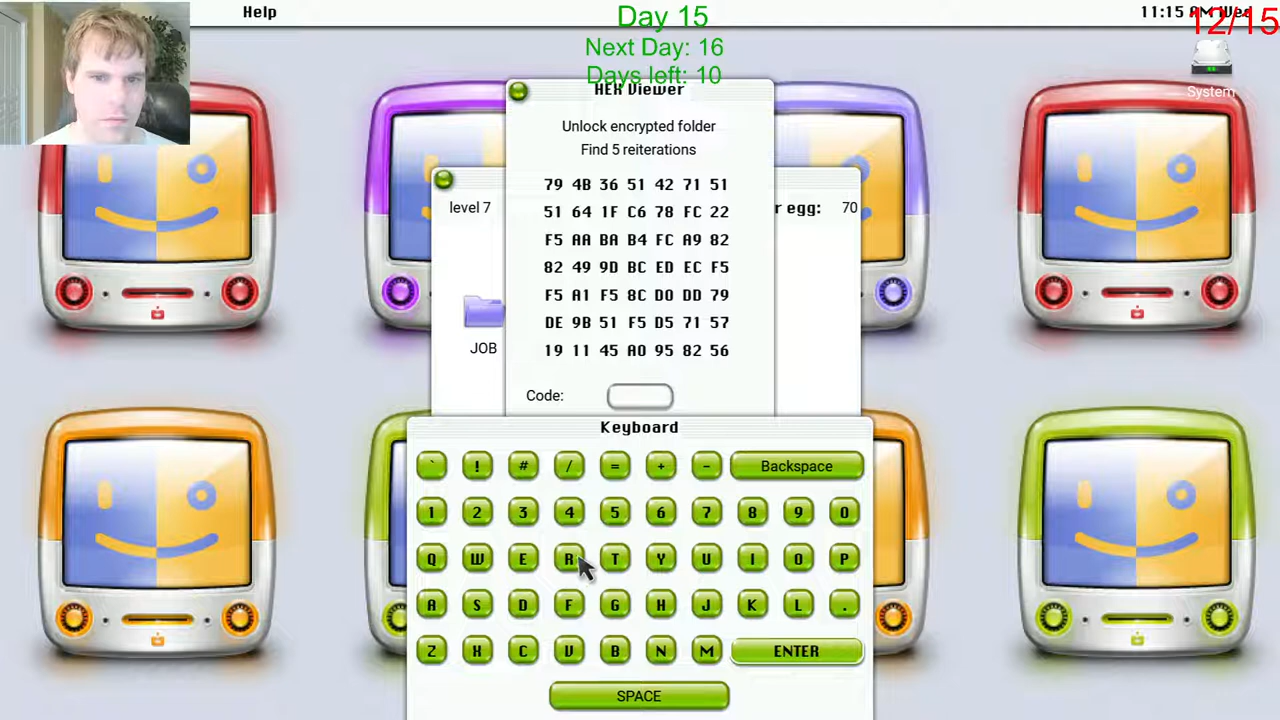 Help
11:15 AM Wed
12/15
Day 15
Next Day: 16
Days left: 10
System
HEX Viewer
Unlock encrypted folder
Find 5 reiterations
79 4B 36 51 42 71 51
51 64 1F C6 78 FC 22
F5 AA BA B4 FC A9 82
82 49 9D BC ED EC F5
F5 A1 F5 8C D0 DD 79
DE 9B 51 F5 D5 71 57
19 11 45 A0 95 82 56
Code:
level 7
r egg: 70
JOB
Keyboard
` ! # / = + - Backspace
1 2 3 4 5 6 7 8 9 0
Q W E R T Y U I O P
A S D F G H J K L .
Z X C V B N M ENTER
SPACE